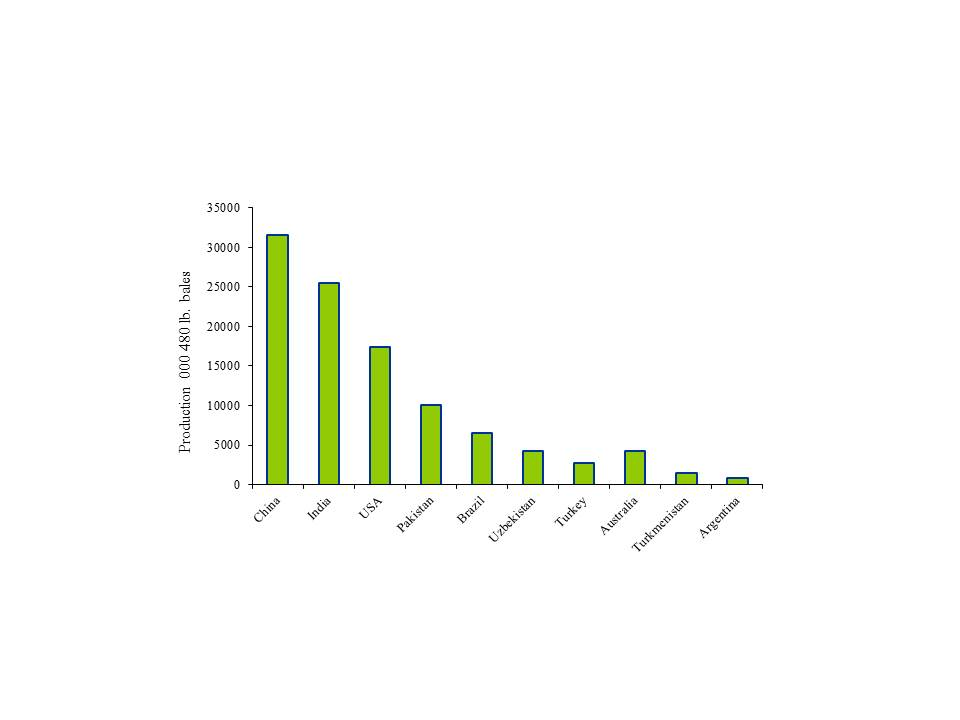 35000
30000
25000
20000
15000
10000
5000
0
Production 000 480 lb. bales
China
India
USA
Pakistan
Brazil
Uzbekistan
Turkey
Australia
Turkmenistan
Argentina